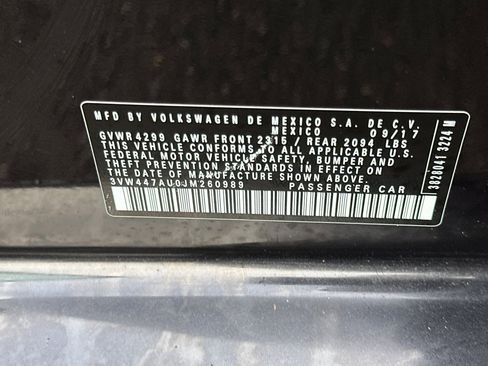 MFD BY VOLKSWAGEN DE MEXICO S.A. DE C.V.
MEXICO 09/17
GVWR 4299 GAWR FRONT 2315 / REAR 2094 LBS
THIS VEHICLE CONFORMS TO ALL APPLICABLE U.S.
FEDERAL MOTOR VEHICLE SAFETY, BUMPER AND
THEFT PREVENTION STANDARDS IN EFFECT ON
THE DATE OF MANUFACTURE SHOWN ABOVE.
3VW447AU0JM260989 PASSENGER CAR
3028041 3224 M